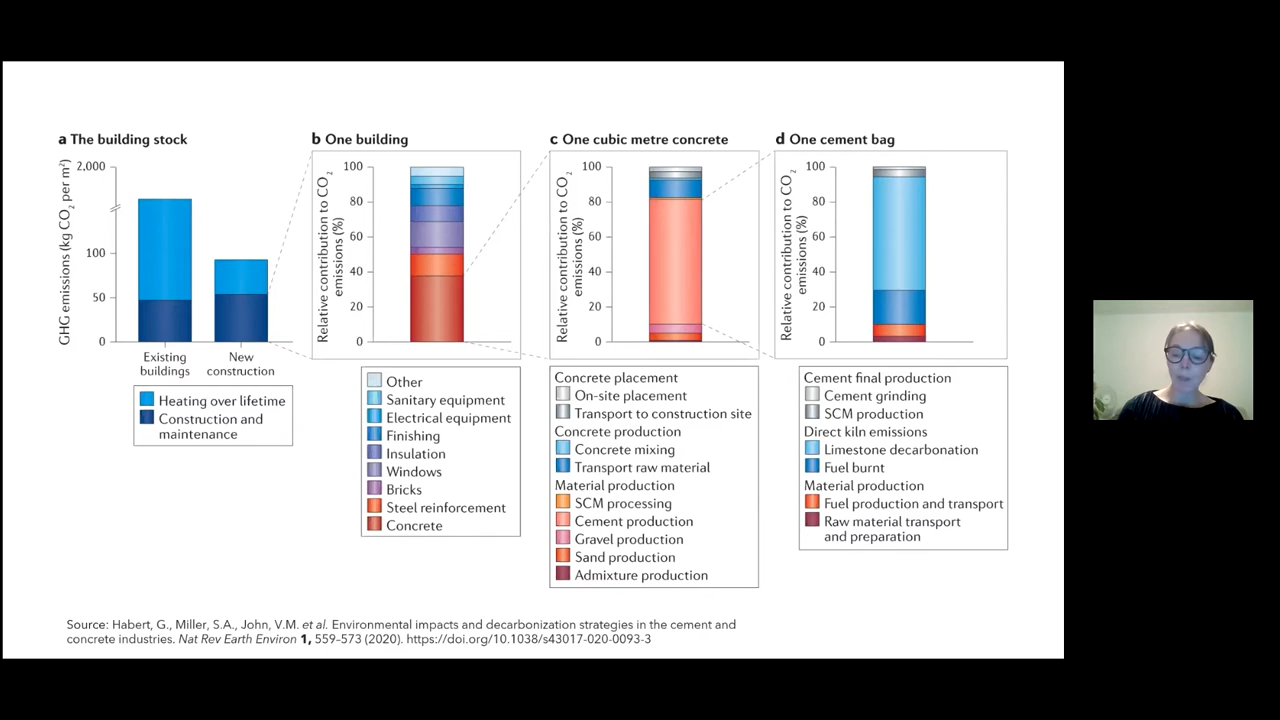 a The building stock
GHG emissions (kg CO2 per m²)
2,000
100
50
0
Existing
buildings
New
construction
Heating over lifetime
Construction and
maintenance
b One building
Relative contribution to CO2
emissions (%)
100
80
60
40
20
0
Other
Sanitary equipment
Electrical equipment
Finishing
Insulation
Windows
Bricks
Steel reinforcement
Concrete
c One cubic metre concrete
Relative contribution to CO2
emissions (%)
100
80
60
40
20
0
Concrete placement
On-site placement
Transport to construction site
Concrete production
Concrete mixing
Transport raw material
Material production
SCM processing
Cement production
Gravel production
Sand production
Admixture production
d One cement bag
Relative contribution to CO2
emissions (%)
100
80
60
40
20
0
Cement final production
Cement grinding
SCM production
Direct kiln emissions
Limestone decarbonation
Fuel burnt
Material production
Fuel production and transport
Raw material transport
and preparation
Source: Habert, G., Miller, S.A., John, V.M. et al. Environmental impacts and decarbonization strategies in the cement and
concrete industries. Nat Rev Earth Environ 1, 559–573 (2020). https://doi.org/10.1038/s43017-020-0093-3